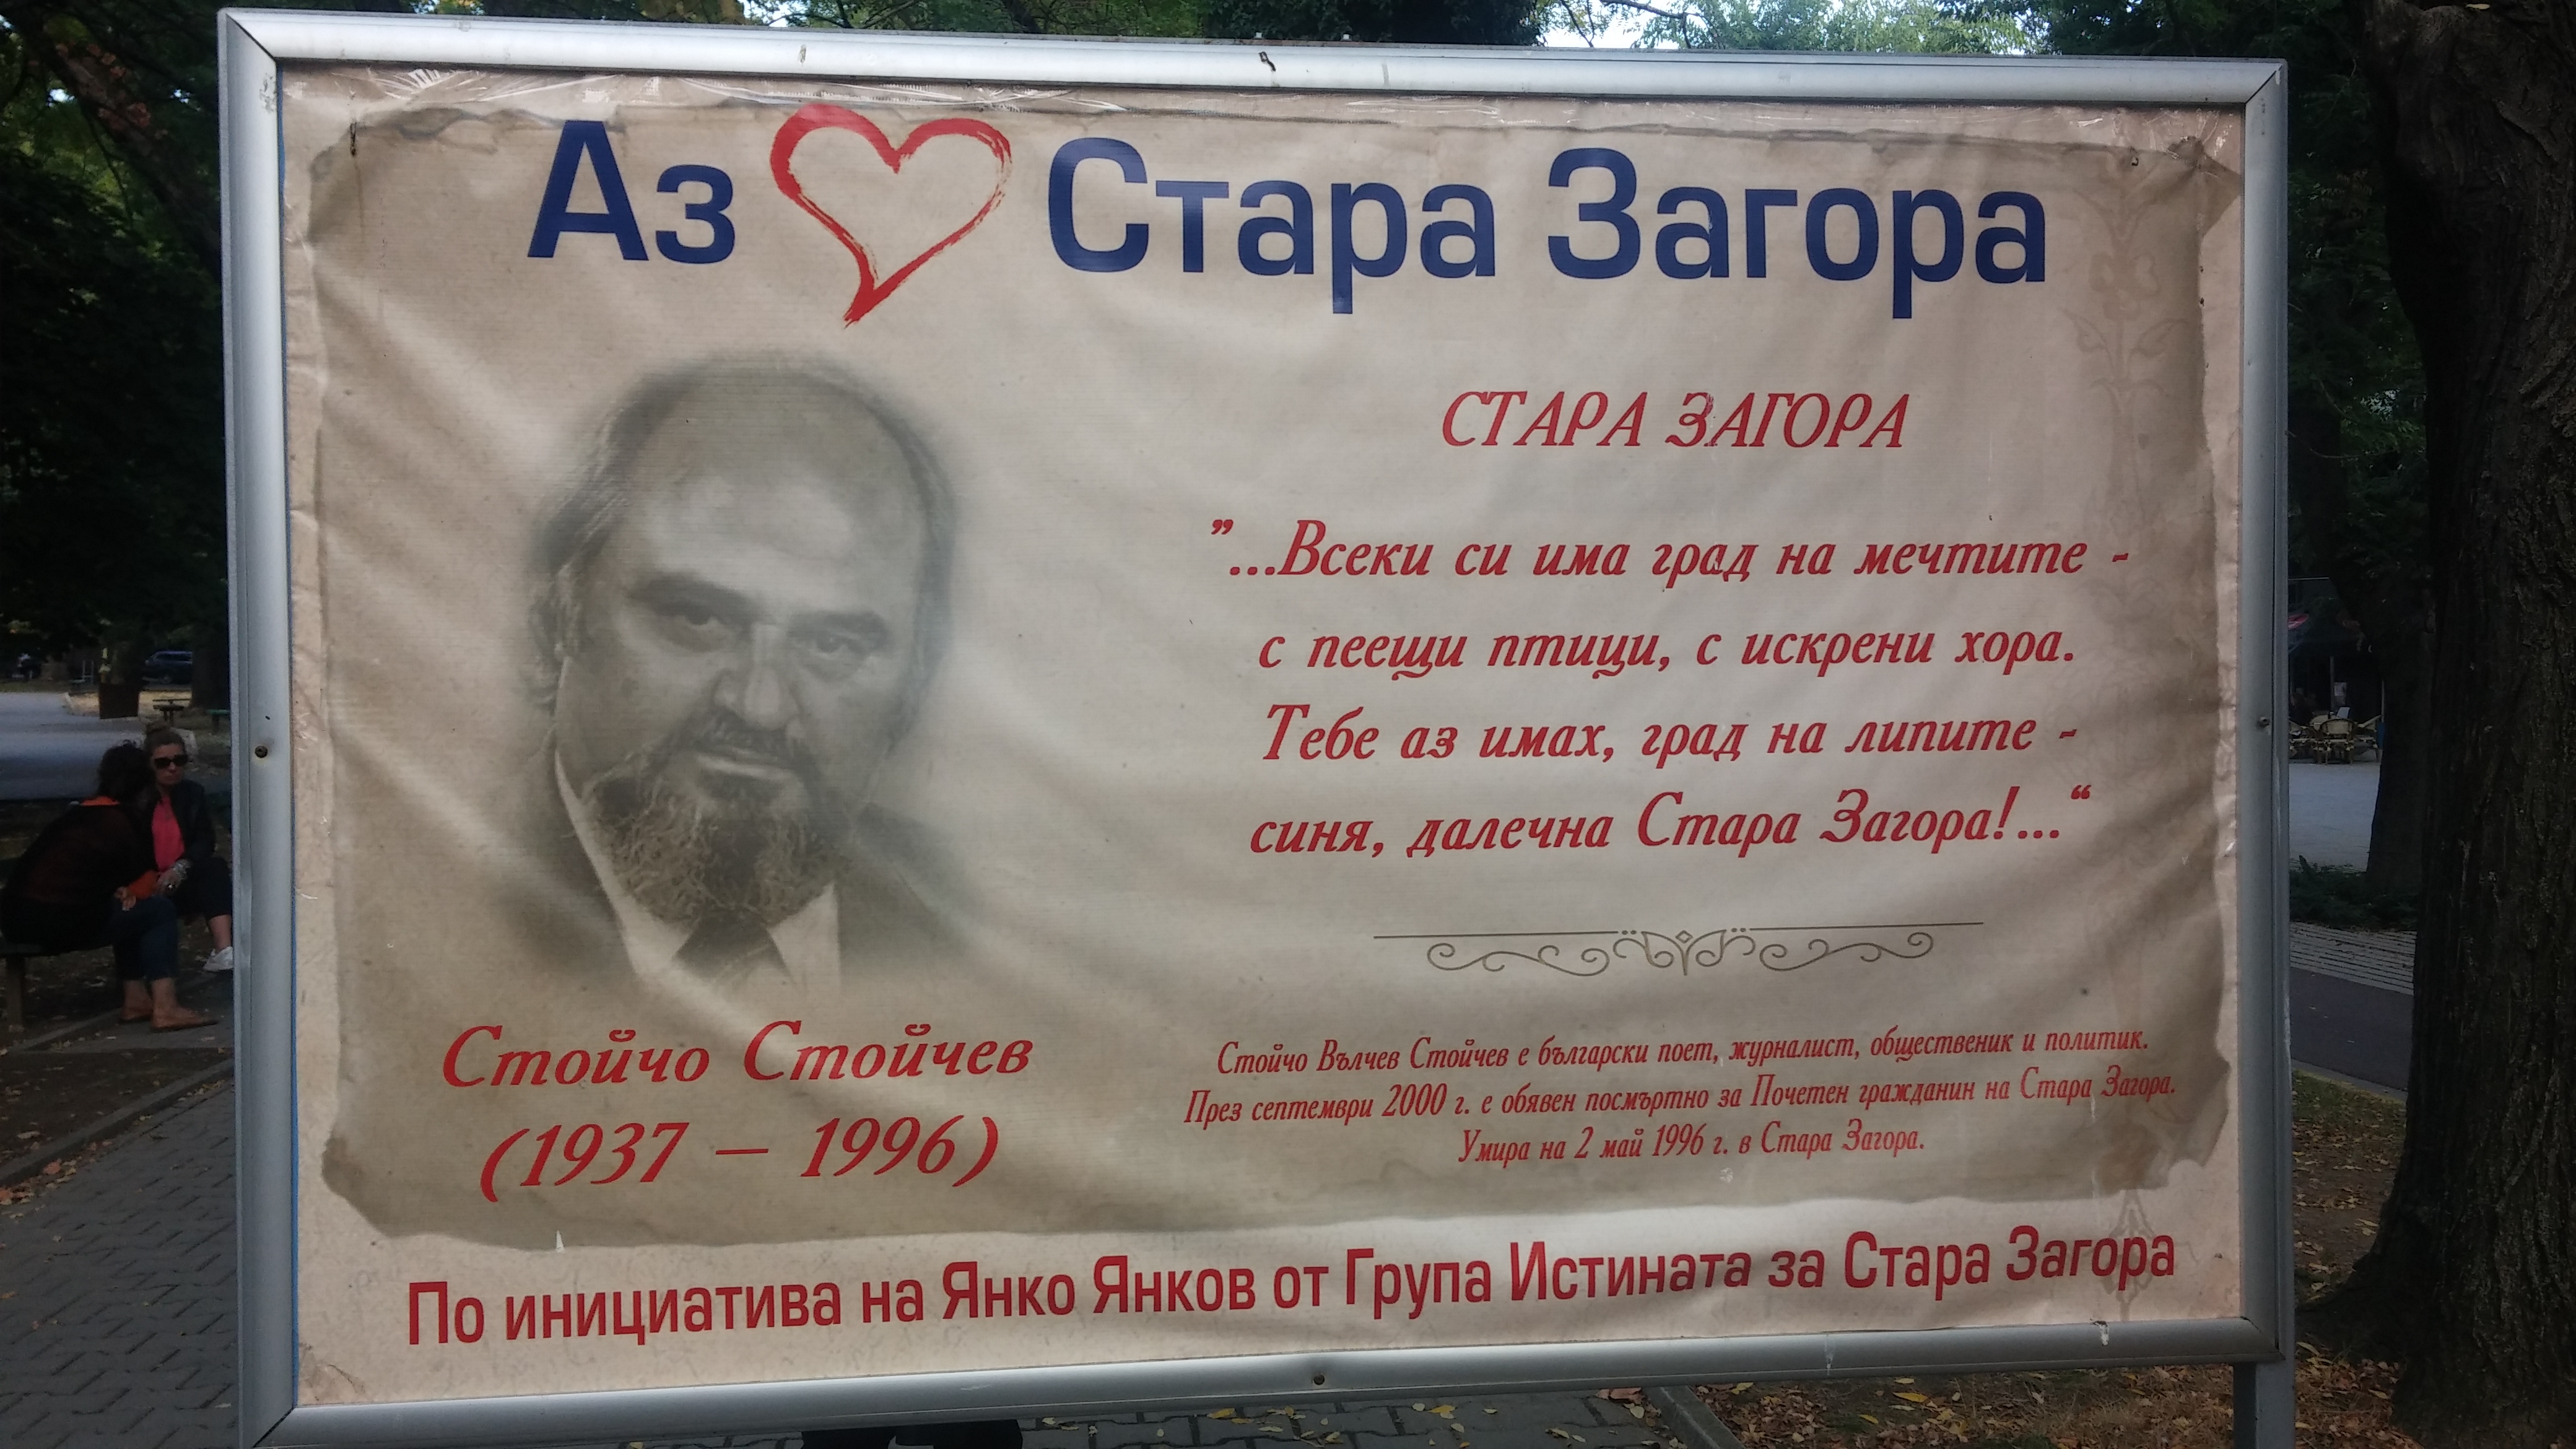 Аз Стара Загора
СТАРА ЗАГОРА
"...Всеки си има град на мечтите -
с пеещи птици, с искрени хора.
Тебе аз имах, град на липите -
синя, далечна Стара Загора!..."
Стойчо Стойчев
(1937 – 1996)
Стойчо Вълчев Стойчев е български поет, журналист, общественик и политик.
През септември 2000 г. е обявен посмъртно за Почетен гражданин на Стара Загора.
Умира на 2 май 1996 г. в Стара Загора.
По инициатива на Янко Янков от Група Истината за Стара Загора